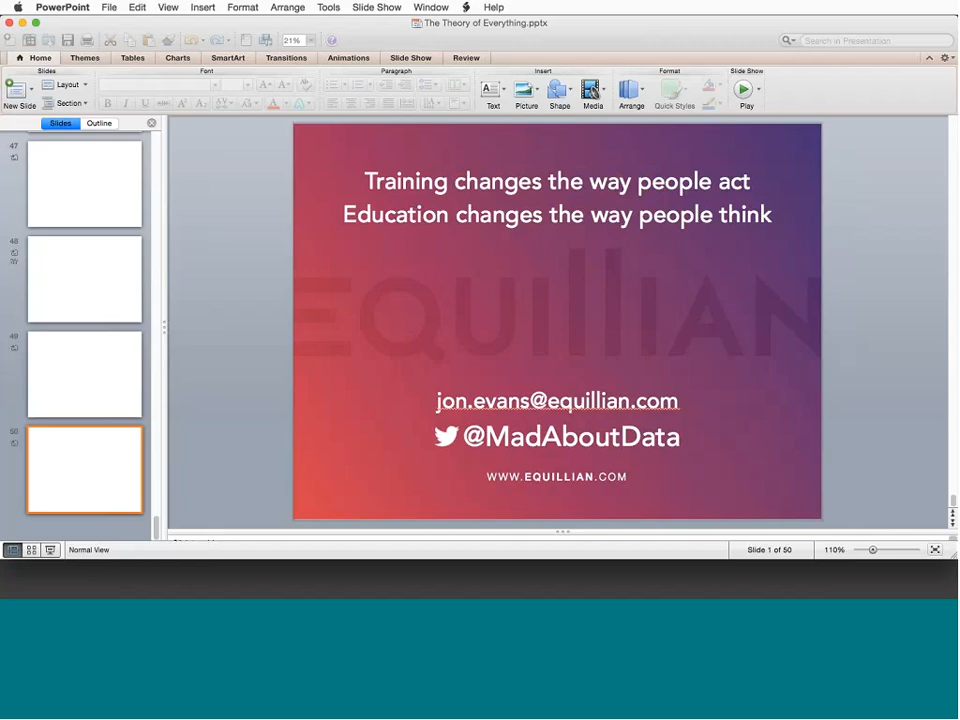 PowerPoint File Edit View Insert Format Arrange Tools Slide Show Window Help
The Theory of Everything.pptx
21% Search in Presentation
Home Themes Tables Charts SmartArt Transitions Animations Slide Show Review
Slides Font Paragraph Insert Format Slide Show
New Slide Layout Section Text Picture Shape Media Arrange Quick Styles Play
Slides Outline
47
48
49
50
Training changes the way people act
Education changes the way people think
EQUILLIAN
jon.evans@equillian.com
@MadAboutData
WWW.EQUILLIAN.COM
Normal View Slide 1 of 50 110%